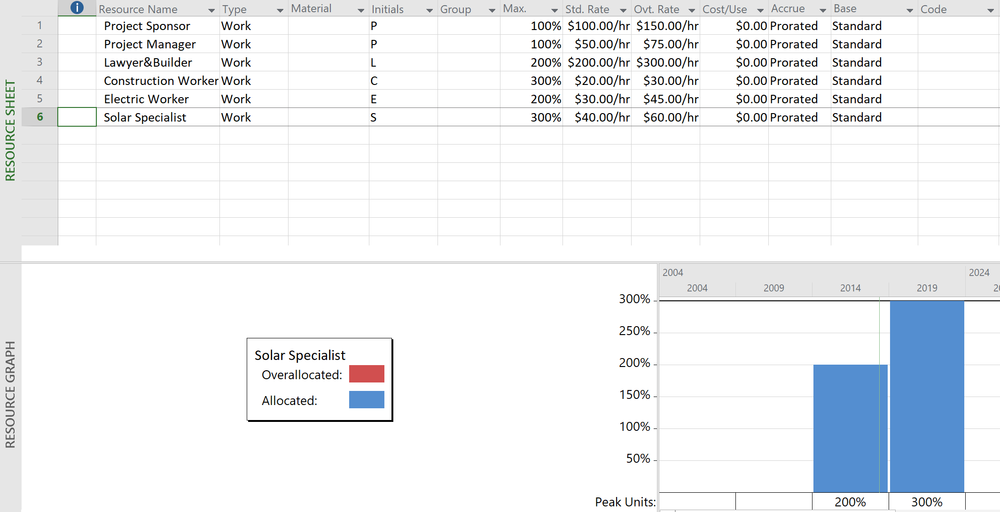 Resource Name Type Material Initials Group Max. Std. Rate Ovt. Rate Cost/Use Accrue Base Code
1 Project Sponsor Work P 100% $100.00/hr $150.00/hr $0.00 Prorated Standard
2 Project Manager Work P 100% $50.00/hr $75.00/hr $0.00 Prorated Standard
3 Lawyer&Builder Work L 200% $200.00/hr $300.00/hr $0.00 Prorated Standard
4 Construction Worker Work C 300% $20.00/hr $30.00/hr $0.00 Prorated Standard
5 Electric Worker Work E 200% $30.00/hr $45.00/hr $0.00 Prorated Standard
6 Solar Specialist Work S 300% $40.00/hr $60.00/hr $0.00 Prorated Standard
RESOURCE SHEET
RESOURCE GRAPH
Solar Specialist
Overallocated:
Allocated:
2004 2024
2004 2009 2014 2019
300%
250%
200%
150%
100%
50%
Peak Units: 200% 300%